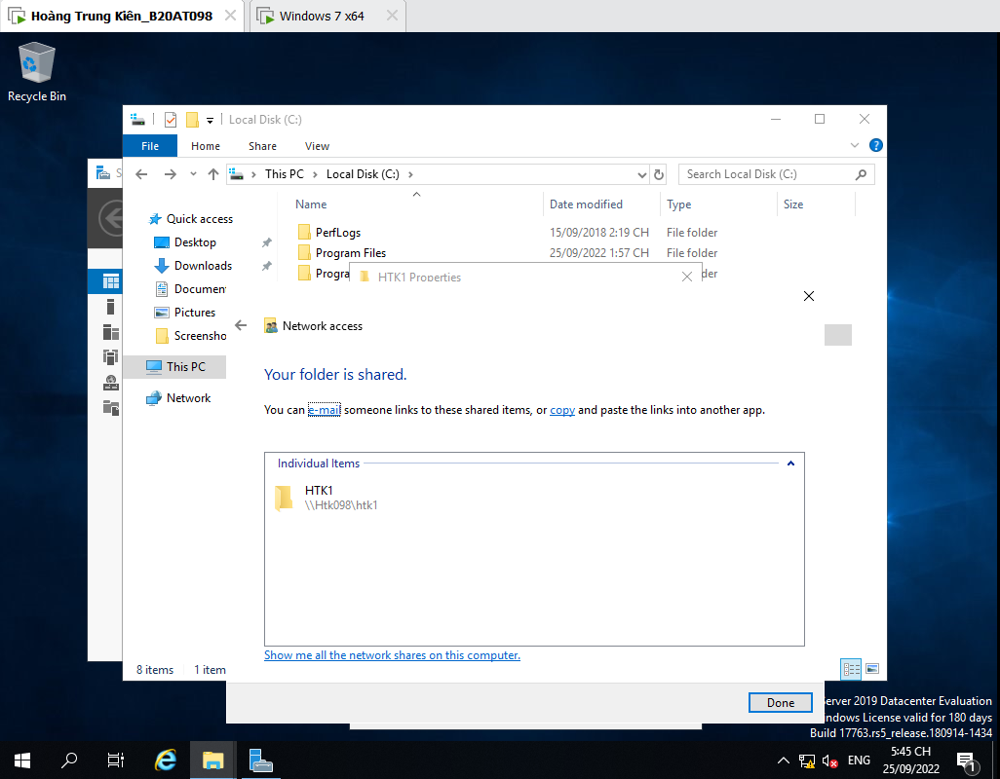 Hoàng Trung Kiên_B20AT098
Windows 7 x64
Recycle Bin
Local Disk (C:)
File Home Share View
This PC Local Disk (C:)
Search Local Disk (C:)
Name Date modified Type Size
Quick access
Desktop
Downloads
Documen
Pictures
Screensho
This PC
Network
PerfLogs 15/09/2018 2:19 CH File folder
Program Files 25/09/2022 1:57 CH File folder
Progra der
HTK1 Properties
Network access
Your folder is shared.
You can e-mail someone links to these shared items, or copy and paste the links into another app.
Individual Items
HTK1
\\Htk098\htk1
Show me all the network shares on this computer.
8 items 1 item
Done
Server 2019 Datacenter Evaluation
ndows License valid for 180 days
Build 17763.rs5_release.180914-1434
ENG
5:45 CH
25/09/2022
1